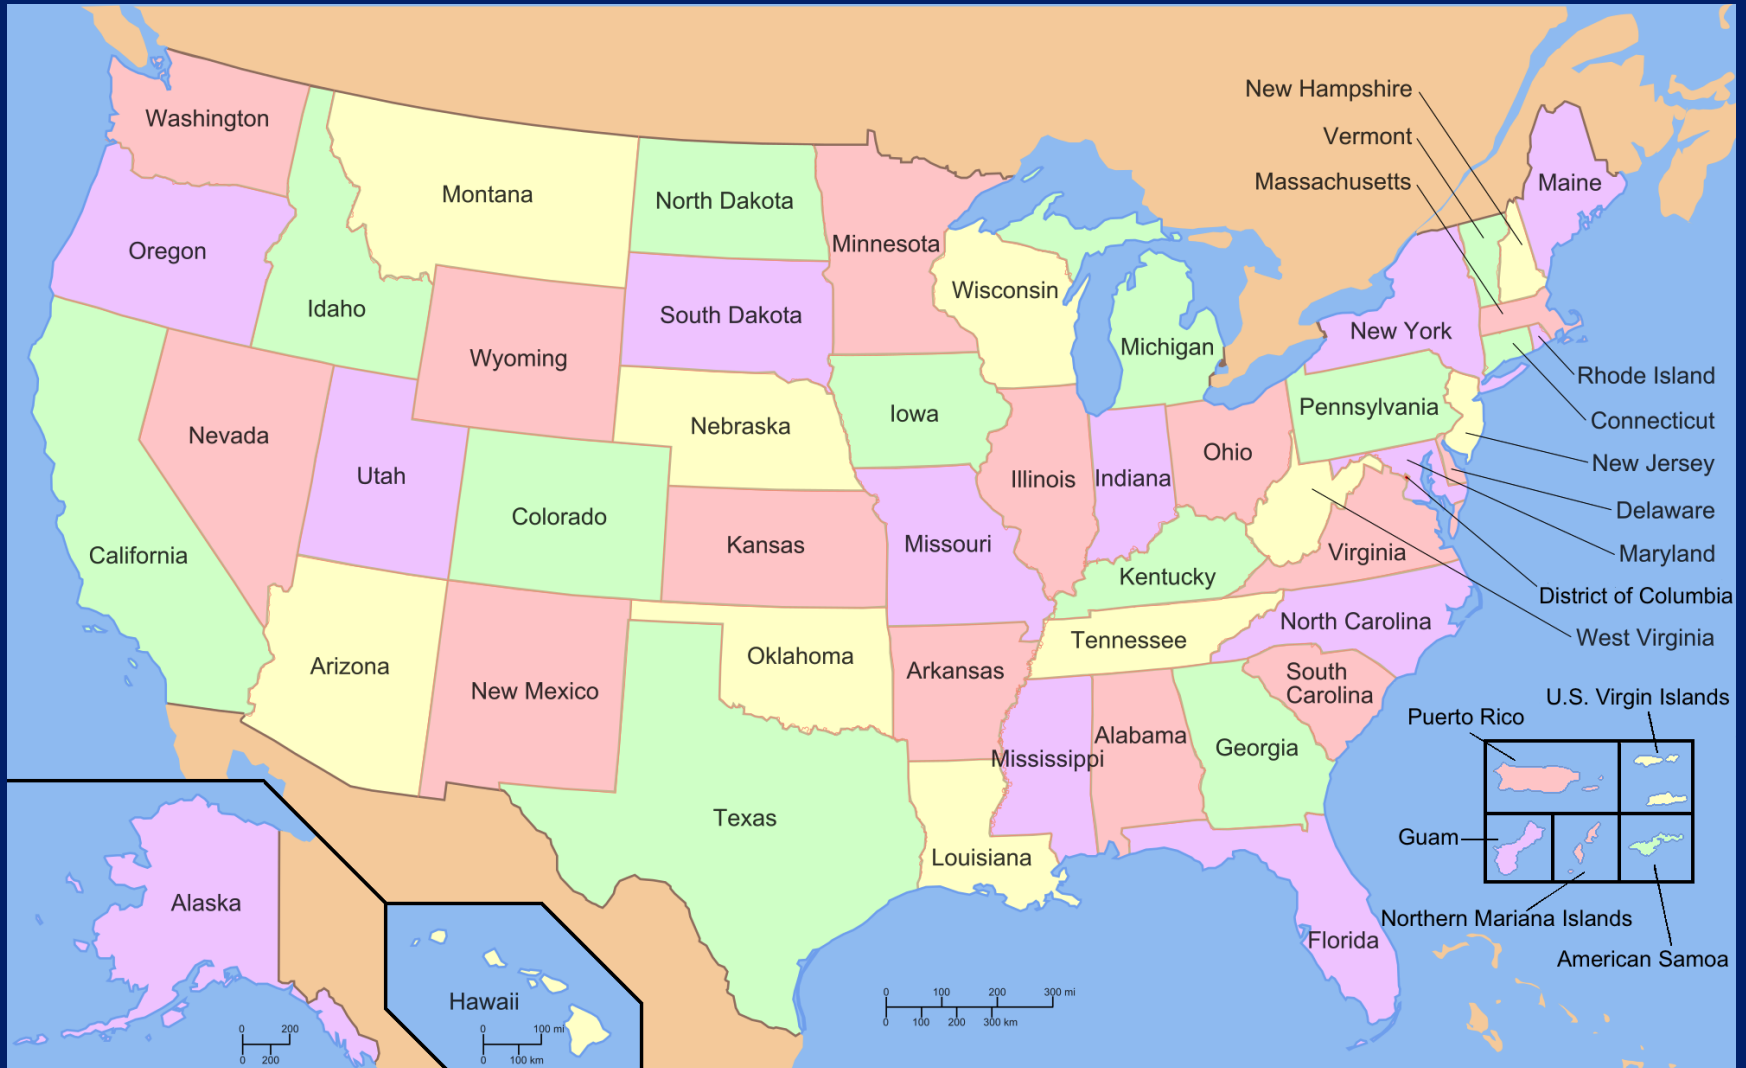 Washington
Montana
North Dakota
Minnesota
New Hampshire
Vermont
Massachusetts
Maine
Oregon
Idaho
Wyoming
South Dakota
Wisconsin
Michigan
New York
Rhode Island
Connecticut
New Jersey
Delaware
Maryland
District of Columbia
West Virginia
Nevada
Utah
Colorado
Nebraska
Iowa
Illinois
Indiana
Ohio
Pennsylvania
California
Kansas
Missouri
Kentucky
Virginia
Arizona
New Mexico
Oklahoma
Arkansas
Tennessee
North Carolina
South
Carolina
Texas
Louisiana
Mississippi
Alabama
Georgia
Florida
U.S. Virgin Islands
Puerto Rico
Guam
Northern Mariana Islands
American Samoa
Alaska
0 200
0 200
Hawaii
0 100 mi
0 100 km
0 100 200 300 mi
0 100 200 300 km